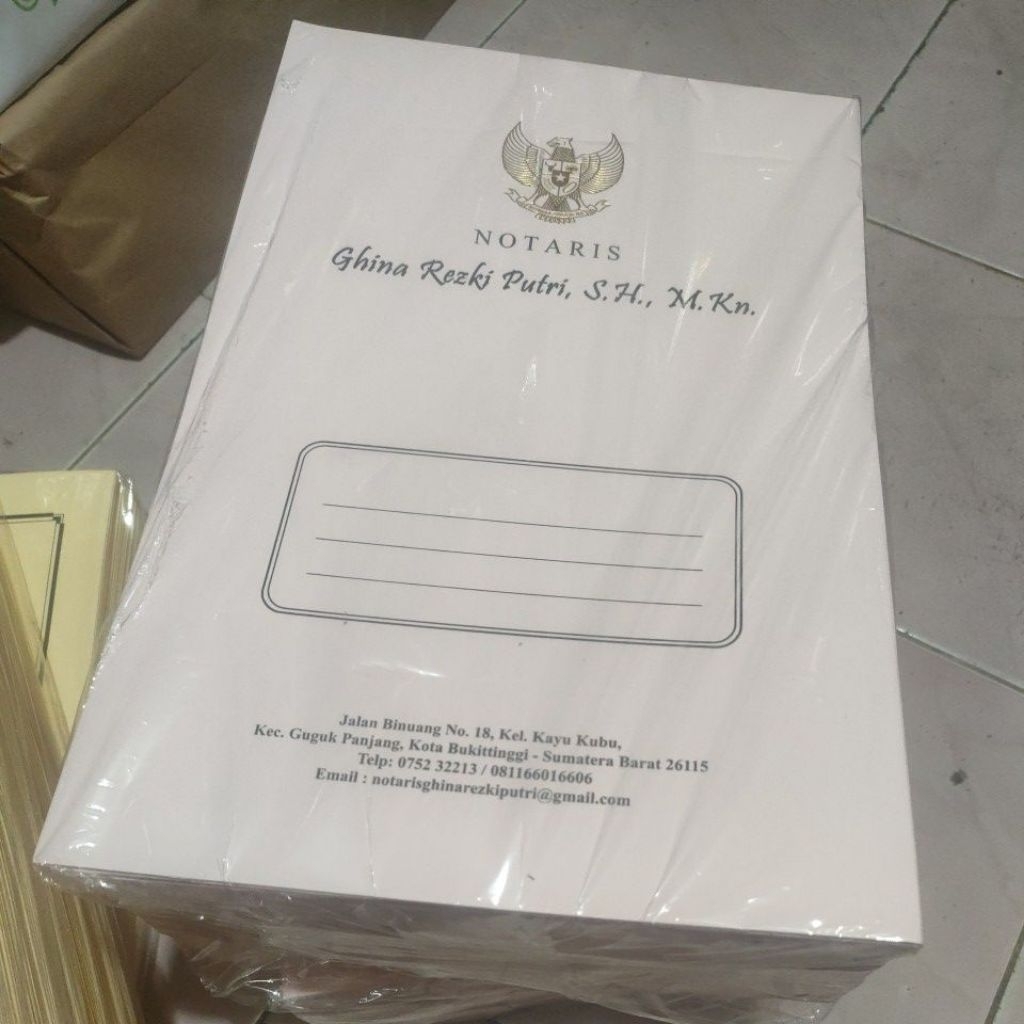 NOTARIS
Ghina Rezki Putri, S.H., M.Kn.
Jalan Binuang No. 18, Kel. Kayu Kubu,
Kec. Guguk Panjang, Kota Bukittinggi - Sumatera Barat 26115
Telp: 0752 32213 / 081166016606
Email : notarisghinarezkiputri@gmail.com